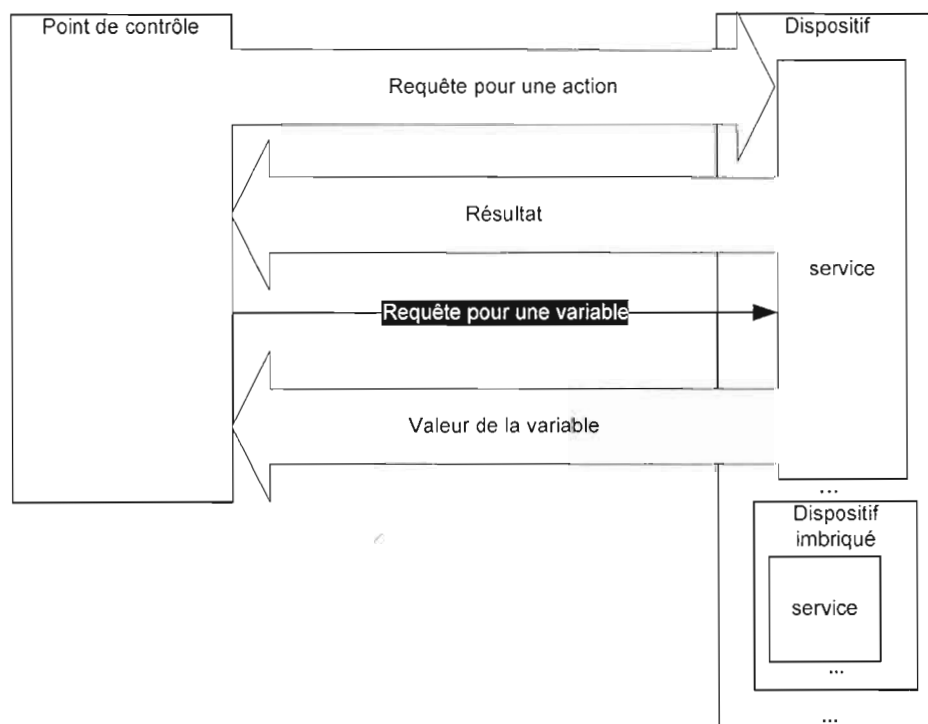 Point de contrôle
Dispositif
Requête pour une action
Résultat
service
Requête pour une variable
Valeur de la variable
...
Dispositif
imbriqué
service
...
...